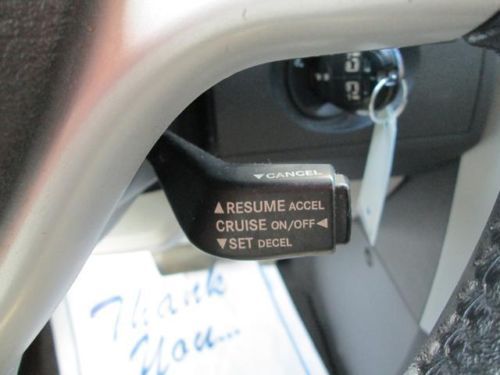 ▼CANCEL
▲RESUME ACCEL
CRUISE ON/OFF◄
▼SET DECEL
Thank
You...